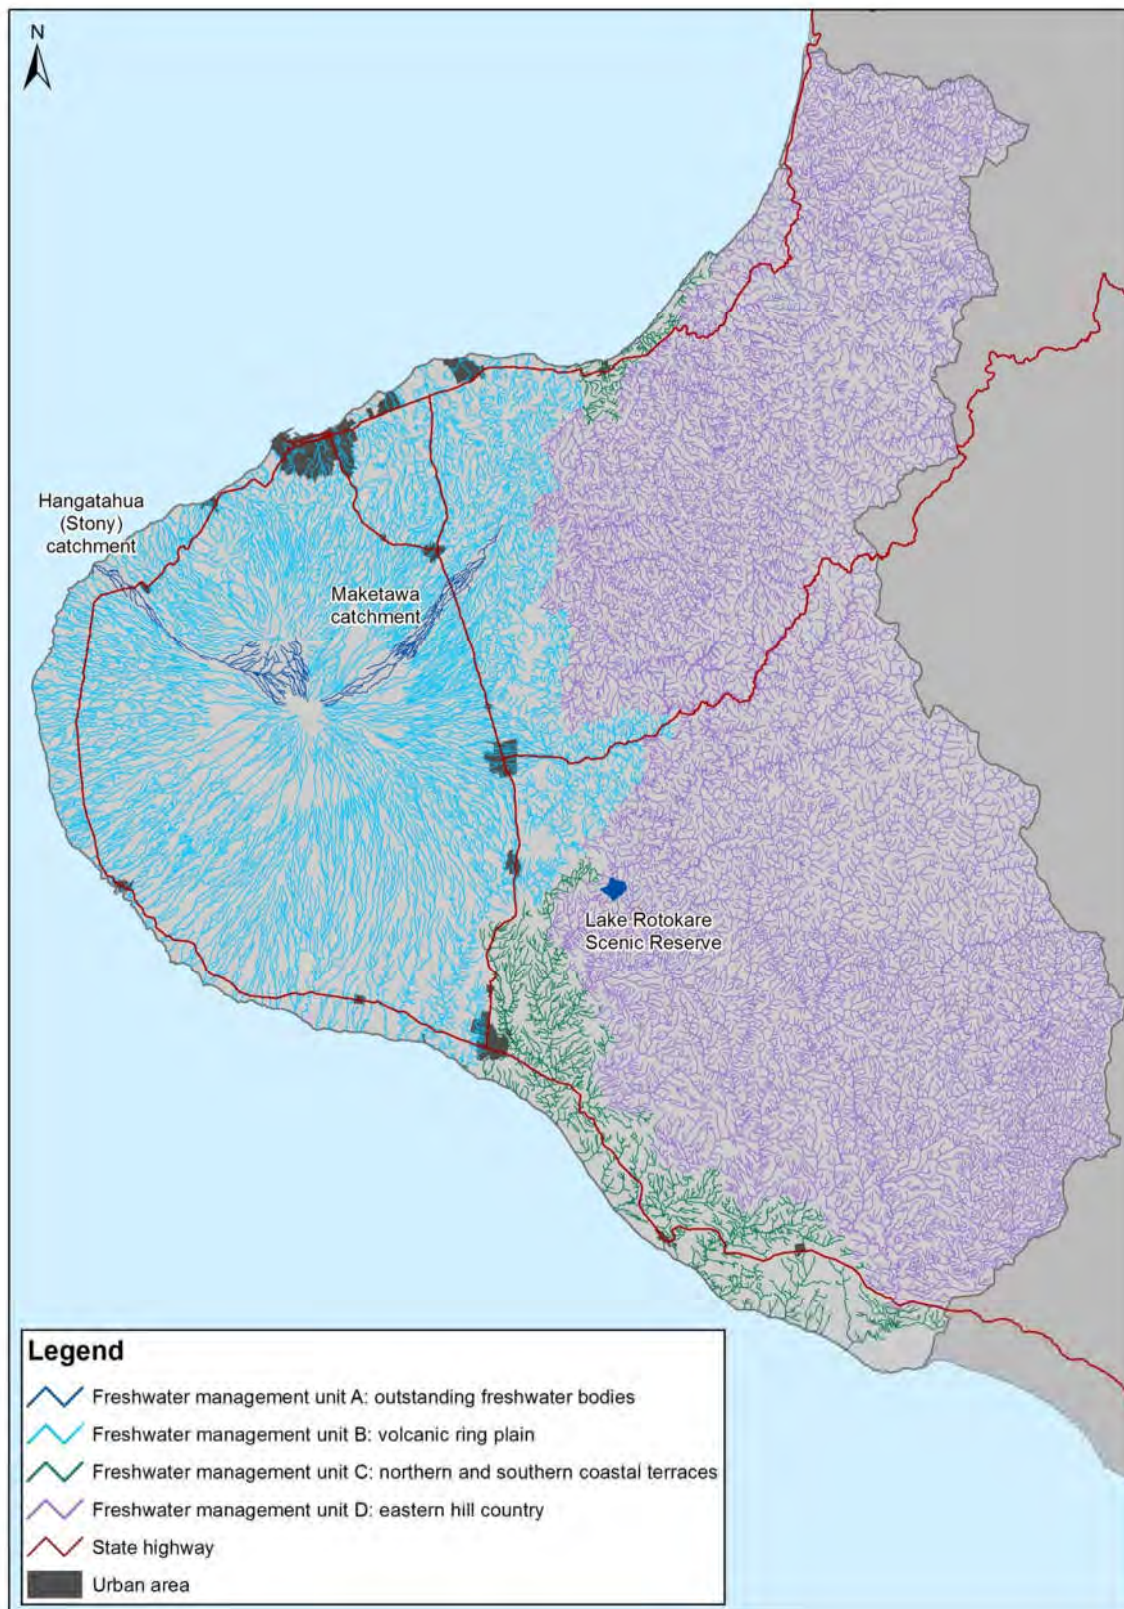 N
Hangatahua
(Stony)
catchment
Maketawa
catchment
Lake Rotokare
Scenic Reserve
Legend
Freshwater management unit A: outstanding freshwater bodies
Freshwater management unit B: volcanic ring plain
Freshwater management unit C: northern and southern coastal terraces
Freshwater management unit D: eastern hill country
State highway
Urban area